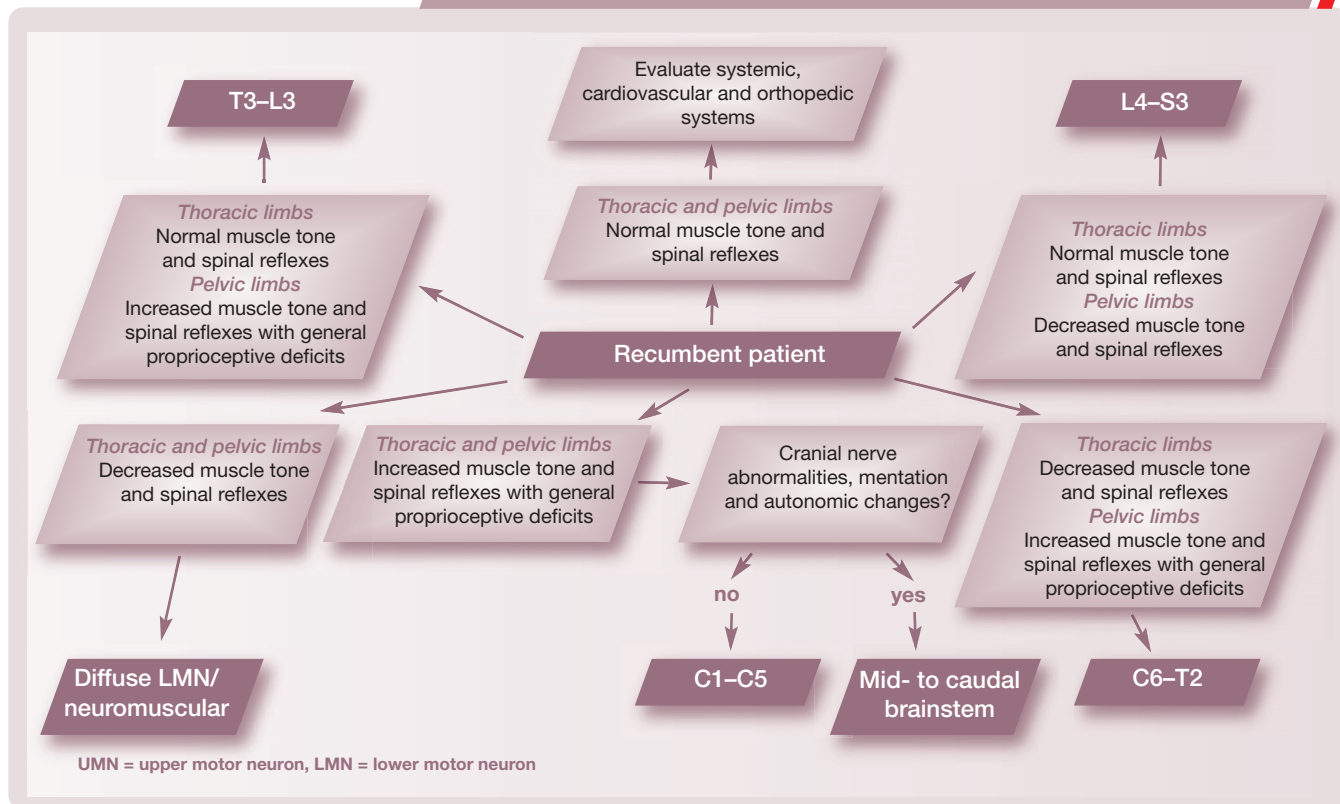 T3–L3
Evaluate systemic,
cardiovascular and orthopedic
systems
L4–S3
Thoracic limbs
Normal muscle tone
and spinal reflexes
Pelvic limbs
Increased muscle tone and
spinal reflexes with general
proprioceptive deficits
Thoracic and pelvic limbs
Normal muscle tone and
spinal reflexes
Thoracic limbs
Normal muscle tone
and spinal reflexes
Pelvic limbs
Decreased muscle tone
and spinal reflexes
Recumbent patient
Thoracic and pelvic limbs
Decreased muscle tone
and spinal reflexes
Thoracic and pelvic limbs
Increased muscle tone and
spinal reflexes with general
proprioceptive deficits
Cranial nerve
abnormalities, mentation
and autonomic changes?
Thoracic limbs
Decreased muscle tone
and spinal reflexes
Pelvic limbs
Increased muscle tone and
spinal reflexes with general
proprioceptive deficits
no
yes
Diffuse LMN/
neuromuscular
C1–C5
Mid- to caudal
brainstem
C6–T2
UMN = upper motor neuron, LMN = lower motor neuron